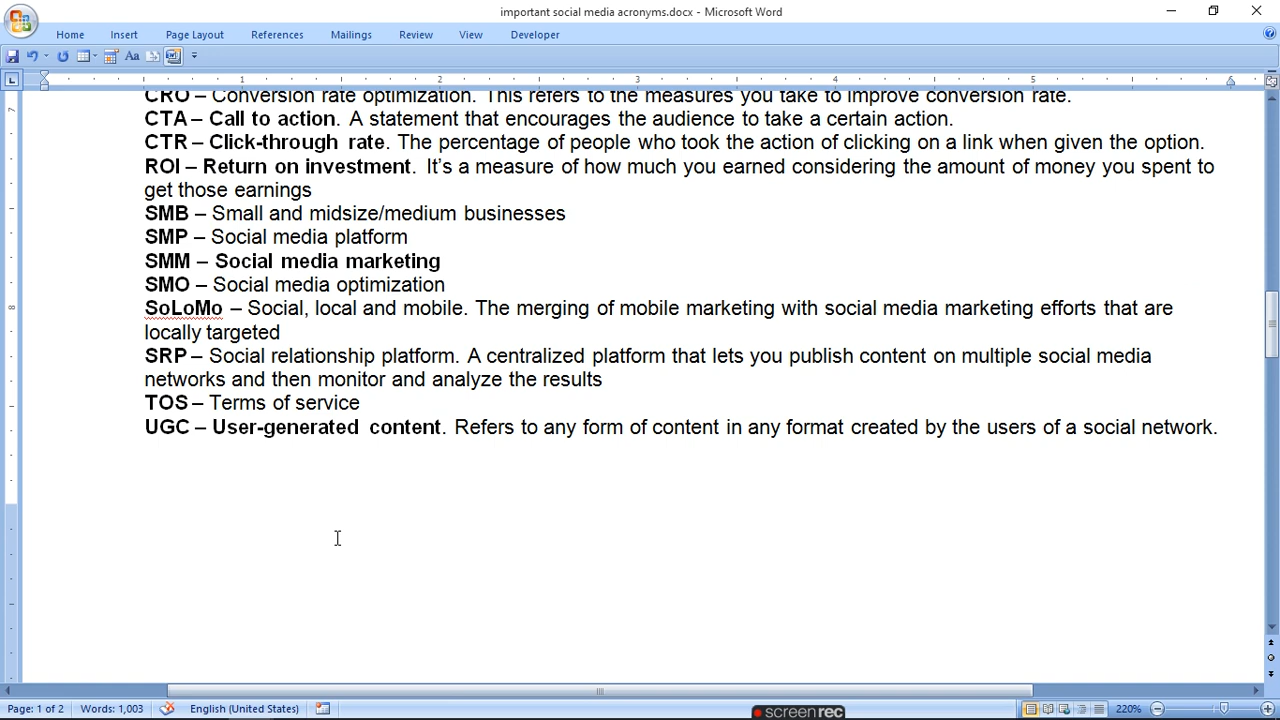 important social media acronyms.docx - Microsoft Word
Home Insert Page Layout References Mailings Review View Developer
Aa
1 2 3 4 5 6
7
8
CRO – Conversion rate optimization. This refers to the measures you take to improve conversion rate.
CTA – Call to action. A statement that encourages the audience to take a certain action.
CTR – Click-through rate. The percentage of people who took the action of clicking on a link when given the option.
ROI – Return on investment. It’s a measure of how much you earned considering the amount of money you spent to
get those earnings
SMB – Small and midsize/medium businesses
SMP – Social media platform
SMM – Social media marketing
SMO – Social media optimization
SoLoMo – Social, local and mobile. The merging of mobile marketing with social media marketing efforts that are
locally targeted
SRP – Social relationship platform. A centralized platform that lets you publish content on multiple social media
networks and then monitor and analyze the results
TOS – Terms of service
UGC – User-generated content. Refers to any form of content in any format created by the users of a social network.
Page: 1 of 2 Words: 1,003 English (United States) 220%
screenrec